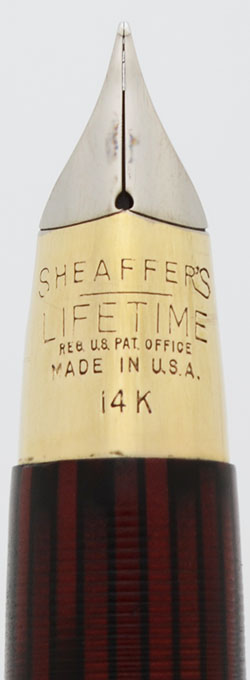 SHEAFFER'S
LIFETIME
REG. U.S. PAT. OFFICE
MADE IN U.S.A.
14K